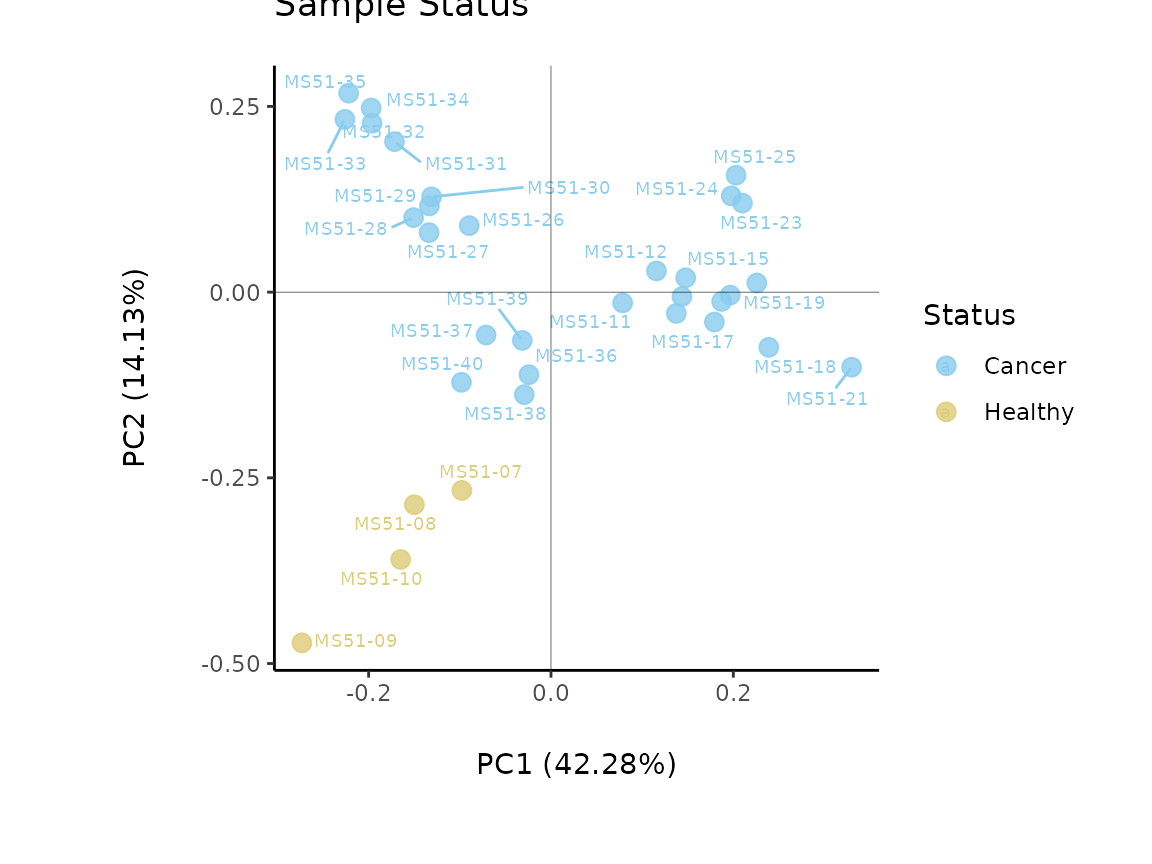 Sample Status
MS51-35
MS51-34
MS51-32
MS51-33
MS51-31
MS51-30
MS51-29
MS51-28
MS51-26
MS51-27
MS51-25
MS51-24
MS51-23
MS51-12
MS51-15
MS51-39
MS51-19
MS51-11
MS51-37
MS51-17
MS51-36
MS51-40
MS51-18
MS51-21
MS51-38
MS51-07
MS51-08
MS51-10
MS51-09
0.25
0.00
-0.25
-0.50
-0.2
0.0
0.2
PC2 (14.13%)
PC1 (42.28%)
Status
a Cancer
a Healthy